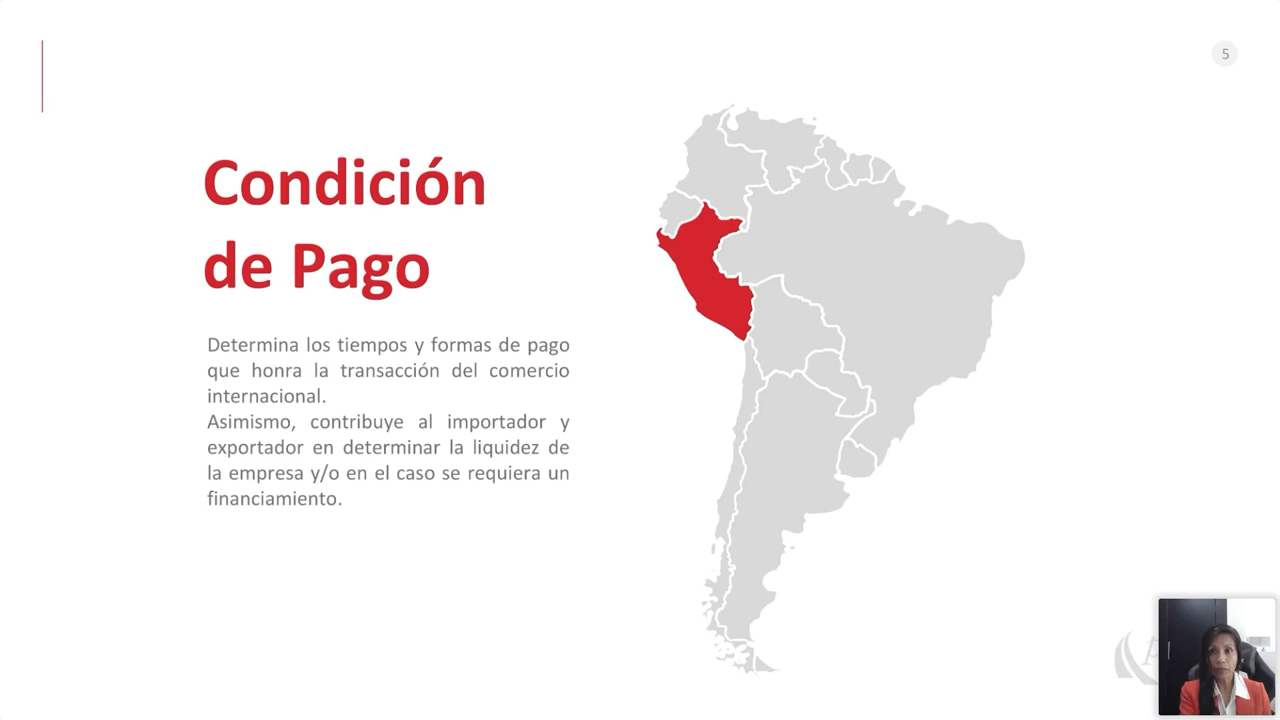 5
Condición
de Pago
Determina los tiempos y formas de pago
que honra la transacción del comercio
internacional.
Asimismo, contribuye al importador y
exportador en determinar la liquidez de
la empresa y/o en el caso se requiera un
financiamiento.